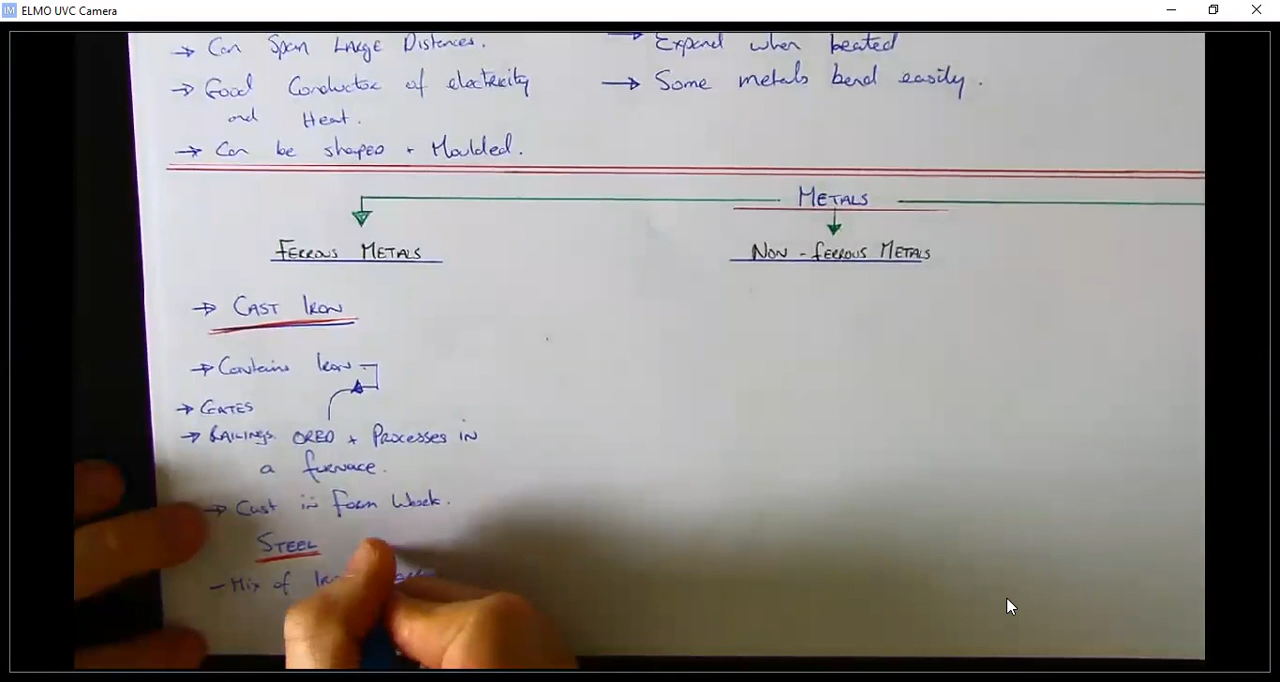 ELMO UVC Camera
→ Can Span Large Distences.
→ Good Conductor of electricity
and Heat.
→ Can be shaped + Moulded.
→ Expand when heated
→ Some metals bend easily.
METALS
FERROUS METALS
NON - FERROUS METALS
→ CAST IRON
→ Contains Iron
→ GATES
→ RAILINGS ORED + Processes in
a furnace.
→ Cast in form Work.
STEEL
- Mix of